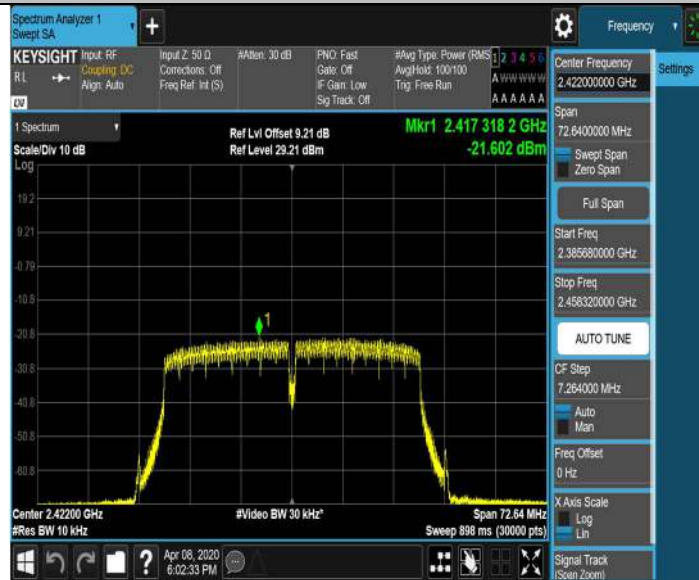 Spectrum Analyzer 1
Swept SA
Frequency
KEYSIGHT
RL
Input: RF
Coupling: DC
Align: Auto
Input Z: 50 Ω
Corrections: Off
Freq Ref: Int (S)
#Atten: 30 dB
PNO: Fast
Gate: Off
IF Gain: Low
Sig Track: Off
#Avg Type: Power (RMS
Avg|Hold: 100/100
Trig: Free Run
1 2 3 4 5 6
A W W W W W
A A A A A A
1 Spectrum
Scale/Div 10 dB
Log
Ref Lvl Offset 9.21 dB
Ref Level 29.21 dBm
Mkr1 2.417 318 2 GHz
-21.602 dBm
19.2
9.21
-0.79
-10.8
-20.8
-30.8
-40.8
-50.8
-60.8
1
Center 2.42200 GHz
#Res BW 10 kHz
#Video BW 30 kHz*
Span 72.64 MHz
Sweep 898 ms (30000 pts)
Apr 08, 2020
6:02:33 PM
Center Frequency
2.422000000 GHz
Settings
Span
72.6400000 MHz
Swept Span
Zero Span
Full Span
Start Freq
2.385680000 GHz
Stop Freq
2.458320000 GHz
AUTO TUNE
CF Step
7.264000 MHz
Auto
Man
Freq Offset
0 Hz
X Axis Scale
Log
Lin
Signal Track
(Span Zoom)